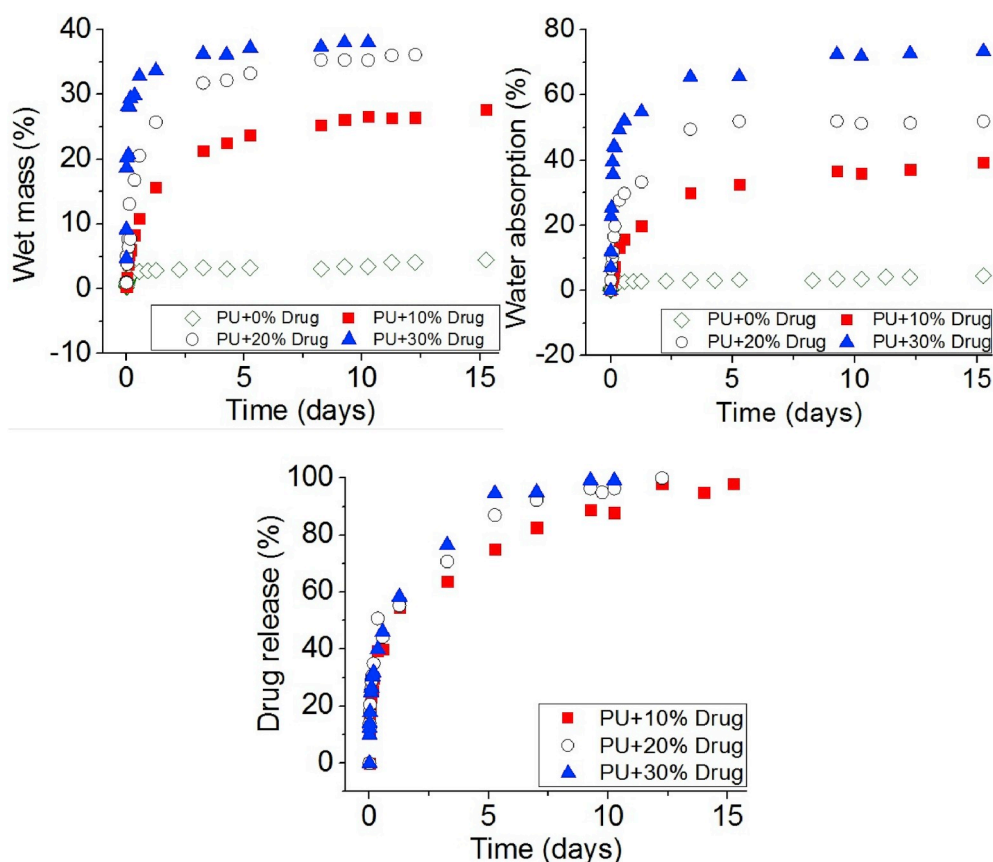 Wet mass (%)
40
30
20
10
0
-10
0 5 10 15
Time (days)
PU+0% Drug PU+10% Drug
PU+20% Drug PU+30% Drug
Water absorption (%)
80
60
40
20
0
-20
0 5 10 15
Time (days)
PU+0% Drug PU+10% Drug
PU+20% Drug PU+30% Drug
Drug release (%)
100
80
60
40
20
0
0 5 10 15
Time (days)
PU+10% Drug
PU+20% Drug
PU+30% Drug